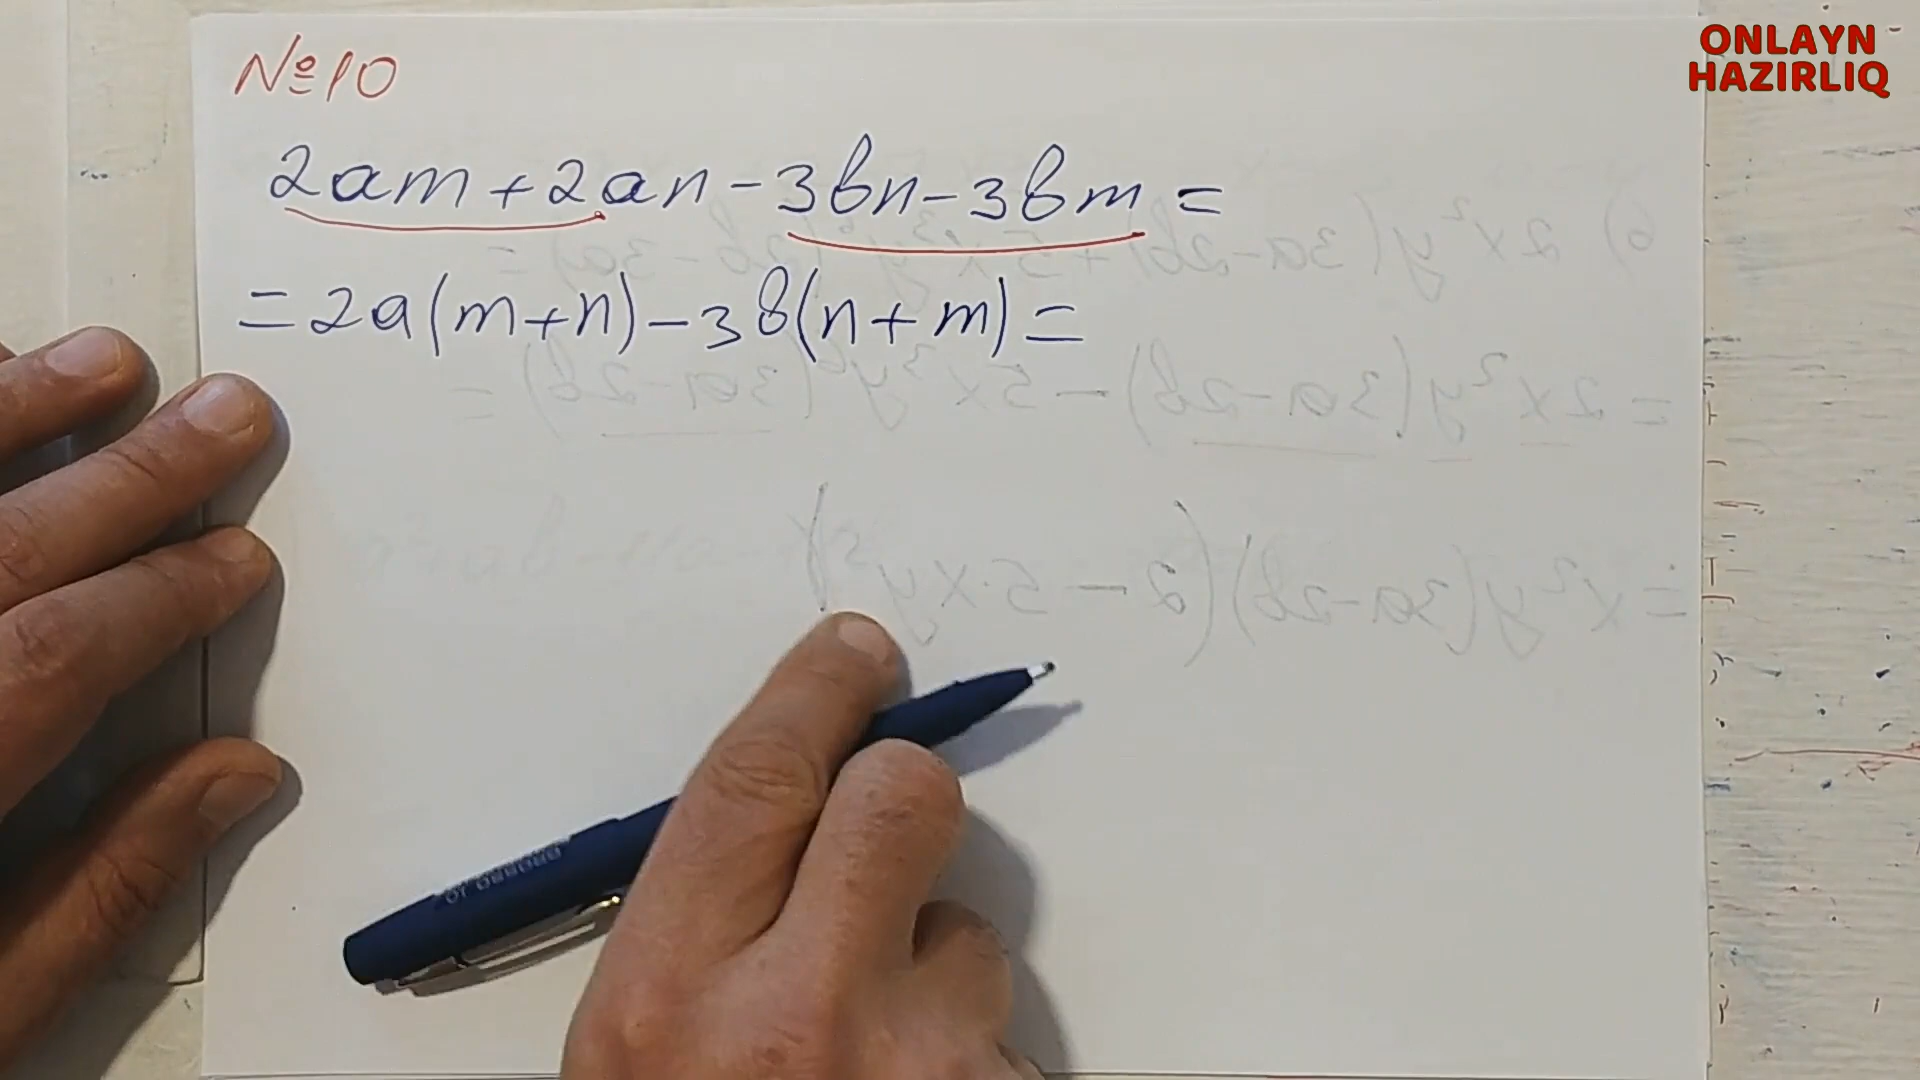 ONLAYN
HAZIRLIQ
№10
2am+2an-3bn-3bm=
=2a(m+n)-3b(n+m)=